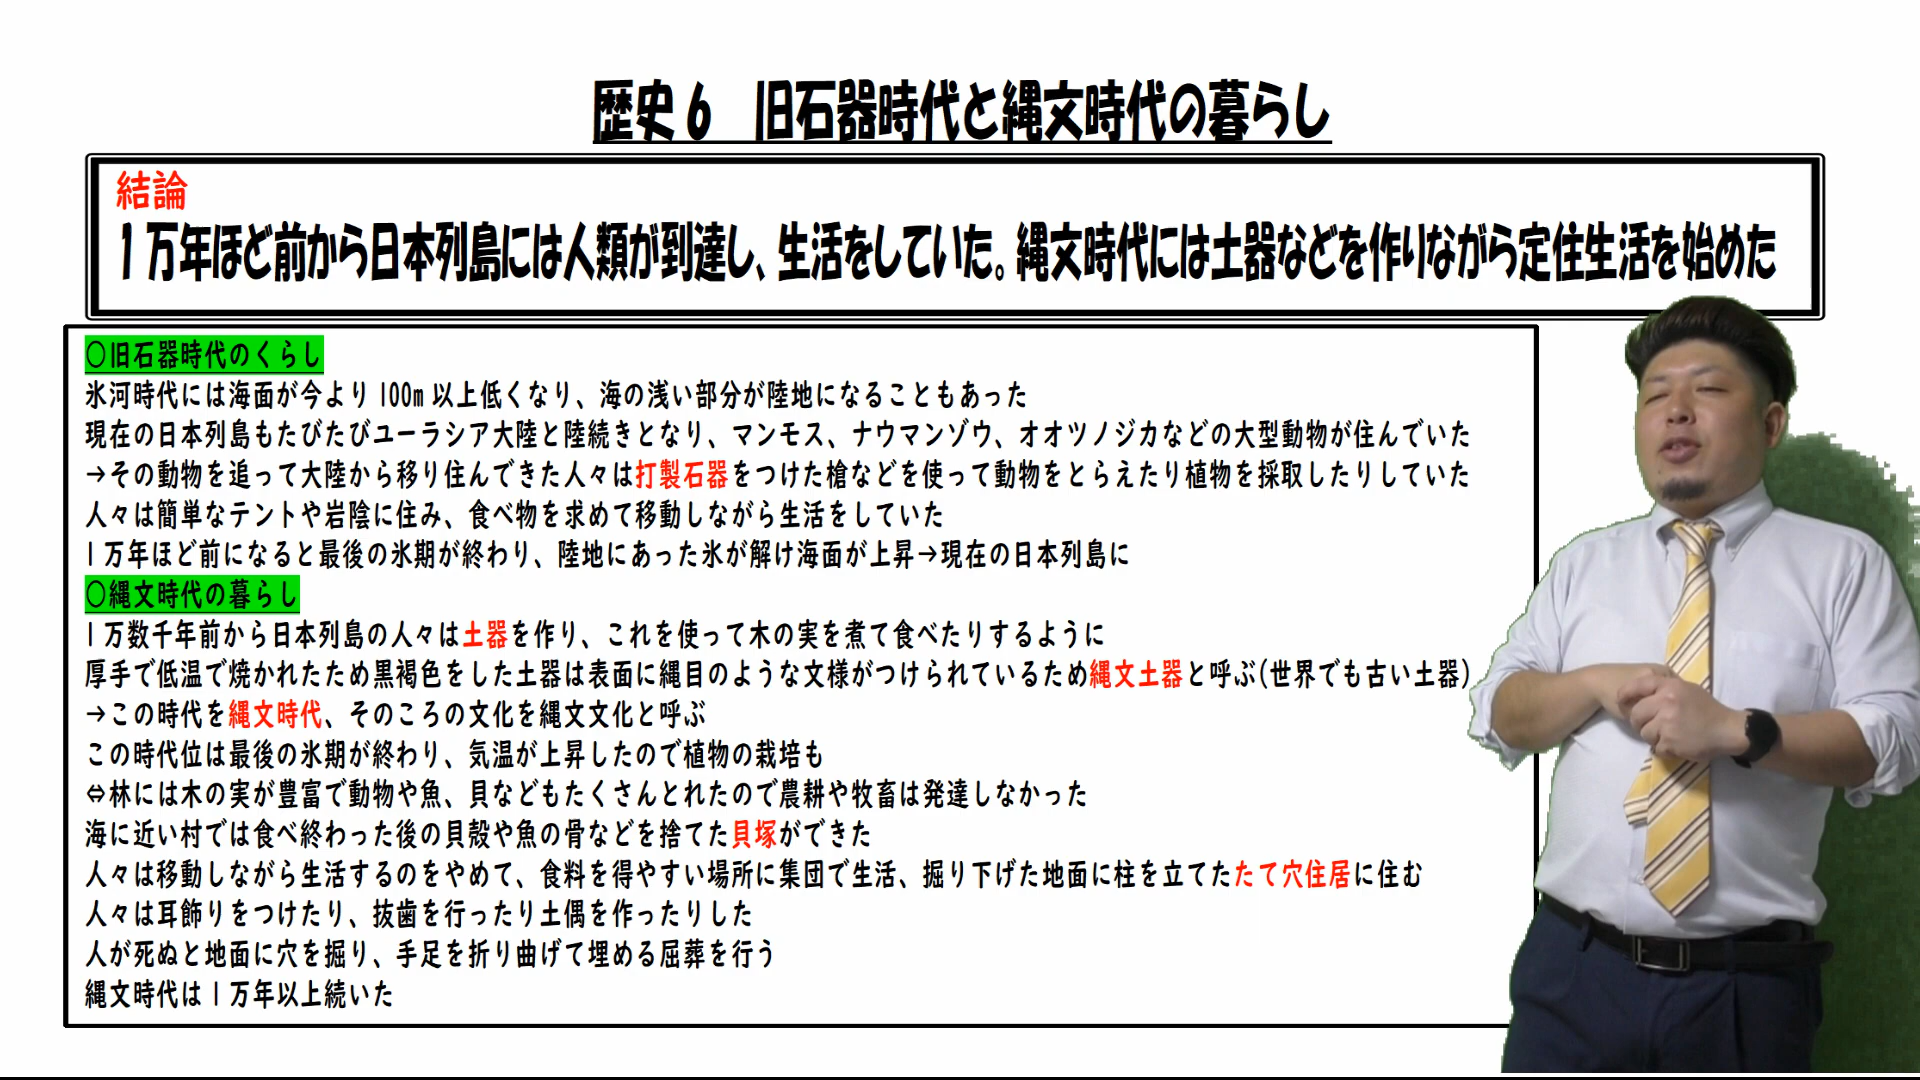 歴史６　旧石器時代と縄文時代の暮らし
結論
１万年ほど前から日本列島には人類が到達し、生活をしていた。縄文時代には土器などを作りながら定住生活を始めた
〇旧石器時代のくらし
氷河時代には海面が今より100m以上低くなり、海の浅い部分が陸地になることもあった
現在の日本列島もたびたびユーラシア大陸と陸続きとなり、マンモス、ナウマンゾウ、オオツノジカなどの大型動物が住んでいた
→その動物を追って大陸から移り住んできた人々は打製石器をつけた槍などを使って動物をとらえたり植物を採取したりしていた
人々は簡単なテントや岩陰に住み、食べ物を求めて移動しながら生活をしていた
１万年ほど前になると最後の氷期が終わり、陸地にあった氷が解け海面が上昇→現在の日本列島に
〇縄文時代の暮らし
１万数千年前から日本列島の人々は土器を作り、これを使って木の実を煮て食べたりするように
厚手で低温で焼かれたため黒褐色をした土器は表面に縄目のような文様がつけられているため縄文土器と呼ぶ(世界でも古い土器)
→この時代を縄文時代、そのころの文化を縄文文化と呼ぶ
この時代位は最後の氷期が終わり、気温が上昇したので植物の栽培も
⇔林には木の実が豊富で動物や魚、貝などもたくさんとれたので農耕や牧畜は発達しなかった
海に近い村では食べ終わった後の貝殻や魚の骨などを捨てた貝塚ができた
人々は移動しながら生活するのをやめて、食料を得やすい場所に集団で生活、掘り下げた地面に柱を立てたたて穴住居に住む
人々は耳飾りをつけたり、抜歯を行ったり土偶を作ったりした
人が死ぬと地面に穴を掘り、手足を折り曲げて埋める屈葬を行う
縄文時代は１万年以上続いた